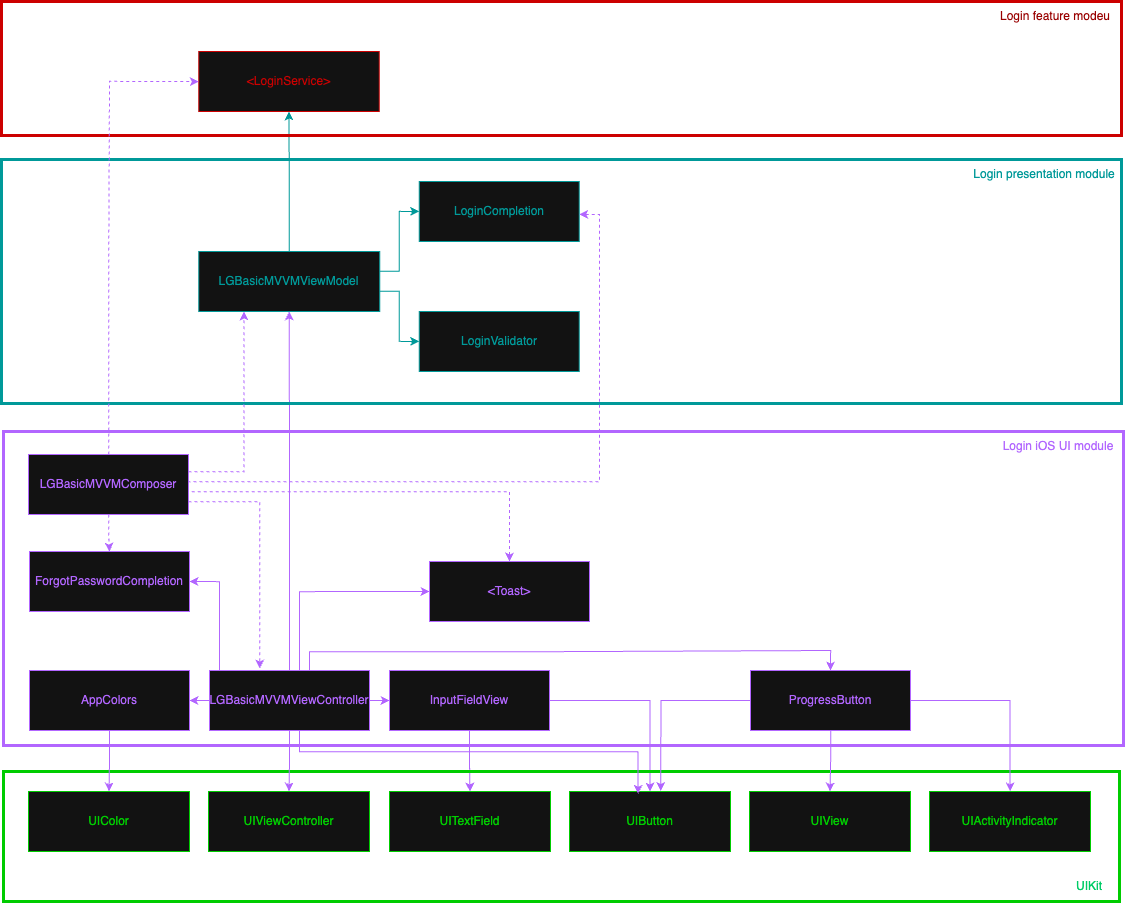 Login feature modeu
<LoginService>
Login presentation module
LoginCompletion
LGBasicMVVMViewModel
LoginValidator
Login iOS UI module
LGBasicMVVMComposer
ForgotPasswordCompletion
<Toast>
AppColors
LGBasicMVVMViewController
InputFieldView
ProgressButton
UIColor
UIViewController
UITextField
UIButton
UIView
UIActivityIndicator
UIKit